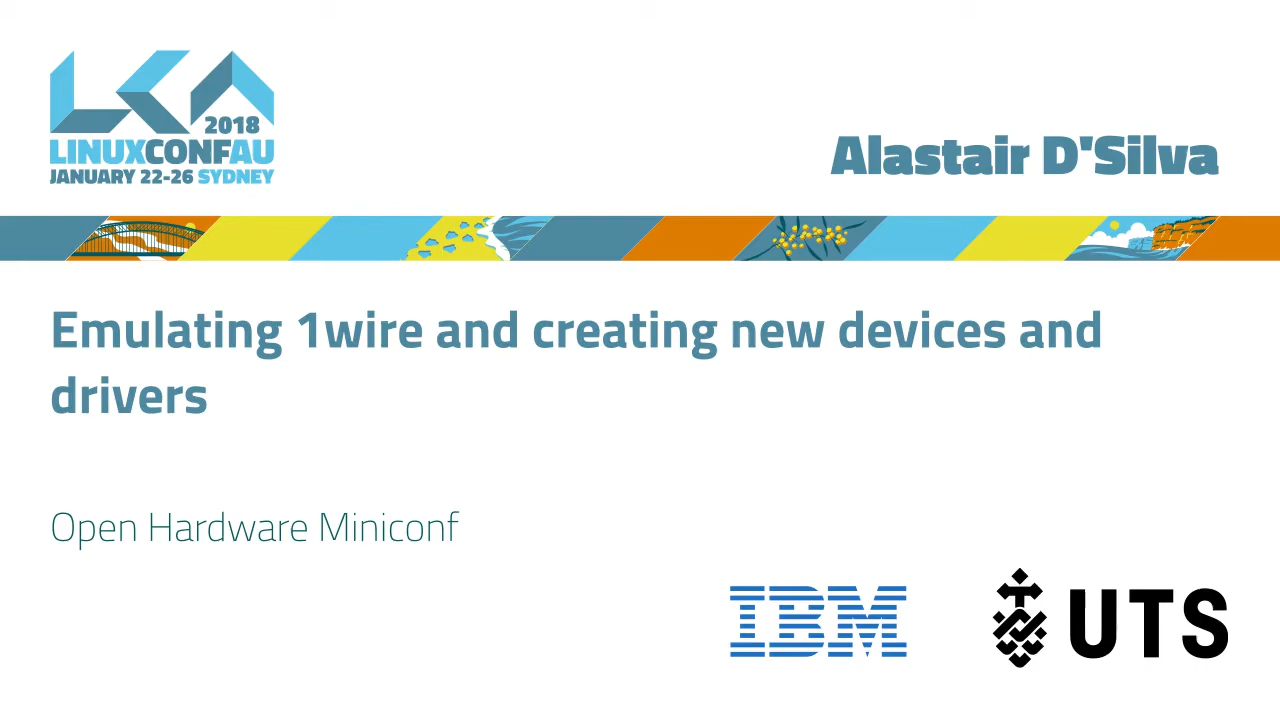 2018
LINUXCONFAU
JANUARY 22-26 SYDNEY
Alastair D'Silva
Emulating 1wire and creating new devices and
drivers
Open Hardware Miniconf
IBM
UTS